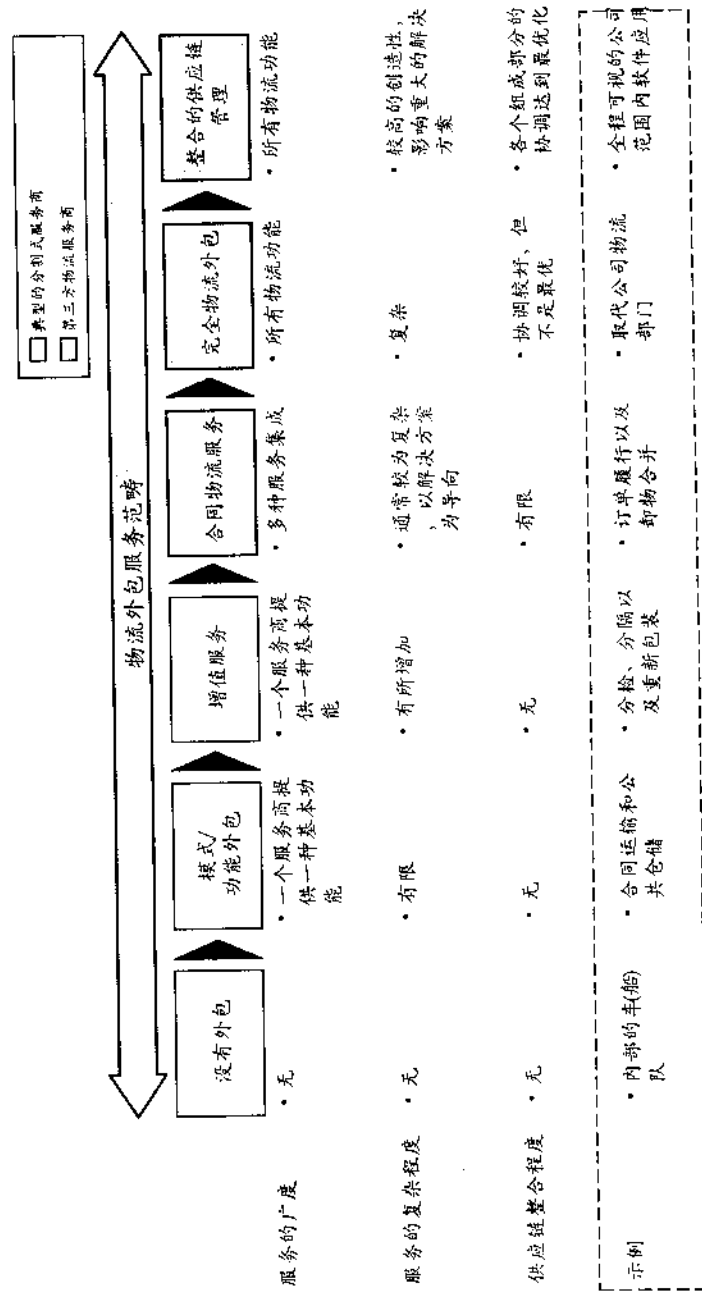 典型的分割式服务商
第三方物流服务商
物流外包服务范畴
没有外包
模式/
功能外包
增值服务
合同物流服务
完全物流外包
整合的供应链
管理
服务的广度
• 无
• 一个服务商提
供一种基本功
能
• 一个服务商提
供一种基本功
能
• 多种服务集成
• 所有物流功能
• 所有物流功能
服务的复杂程度
• 无
• 有限
• 有所增加
• 通常较为复杂
,以解决方案
为导向
• 复杂
• 较高的创造性,
影响重大的解决
方案
供应链整合程度
• 无
• 无
• 无
• 有限
• 协调较好,但
不是最优
• 各个组成部分的
协调达到最优化
示例
• 内部的车(船)
队
• 合同运输和公
共仓储
• 分检、分隔以
及重新包装
• 订单履行以及
卸物合并
• 取代公司物流
部门
• 全程可视的公司
范围内软件应用